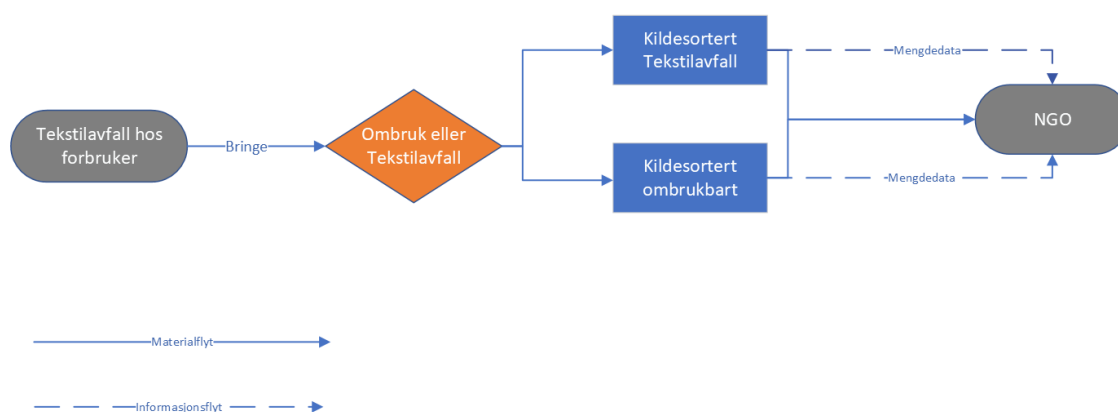 Tekstilavfall hos
forbruker
Bringe
Ombruk eller
Tekstilavfall
Kildesortert
Tekstilavfall
Kildesortert
ombrukbart
Mengdedata
Mengdedata
NGO
Materialflyt
Informasjonsflyt